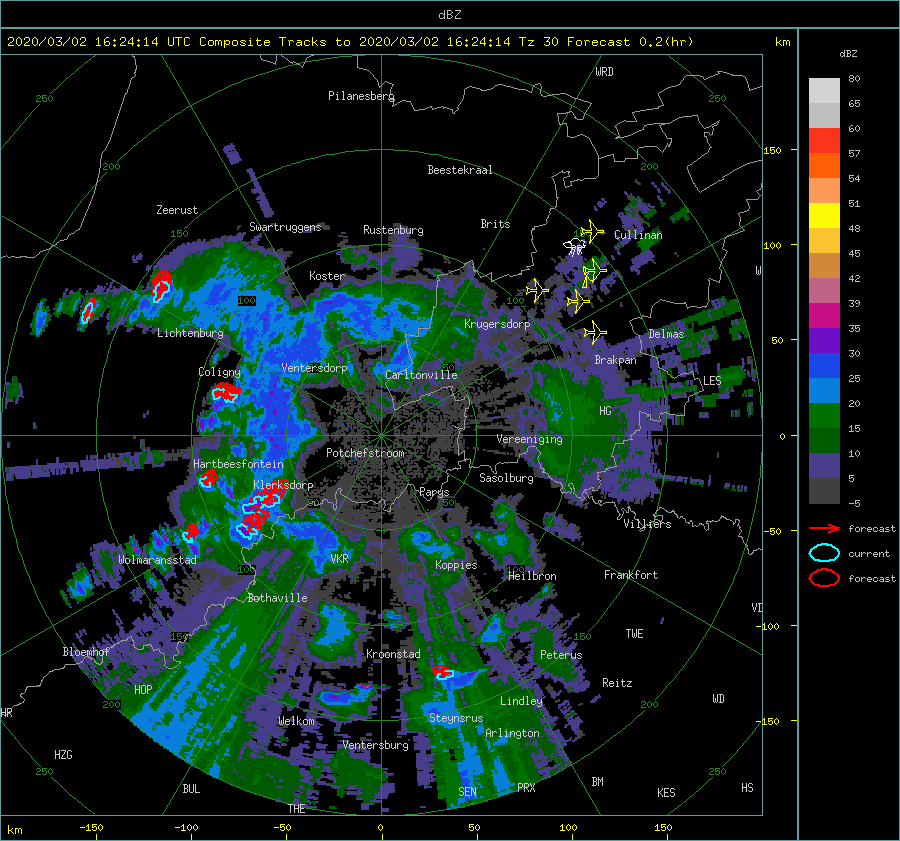 dBZ
2020/03/02 16:24:14 UTC Composite Tracks to 2020/03/02 16:24:14 Tz 30 Forecast 0.2(hr) km
dBZ
WRD
250 Pilanesberg 250
80
65
60
57
54
51
48
45
42
39
35
30
25
20
15
10
5
-5
forecast
current
forecast
150
200 Beestekraal 200
Zeerust
150 Swartruggens Rustenburg Brits Cullinan
100
Koster
100 100
Lichtenburg Krugersdorp Delmas
50
Brakpan
Coligny Ventersdorp Carltonville LES
HG
Vereeniging 0
Potchefstroom
Hartbeesfontein Sasolburg
Klerksdorp Parys
50 50
Villiers
-50
Wolmaransstad VKR Koppies
100 100
Heilbron Frankfort
Bothaville VI
-100
150 150 TWE
Bloemhof Kroonstad Peterus
HOP Reitz
200 Lindley 200 WD
HR Welkom Steynsrus -150
Arlington
HZG Ventersburg
250 250
BUL SEN PRX BM KES HS
THE
km -150 -100 -50 0 50 100 150